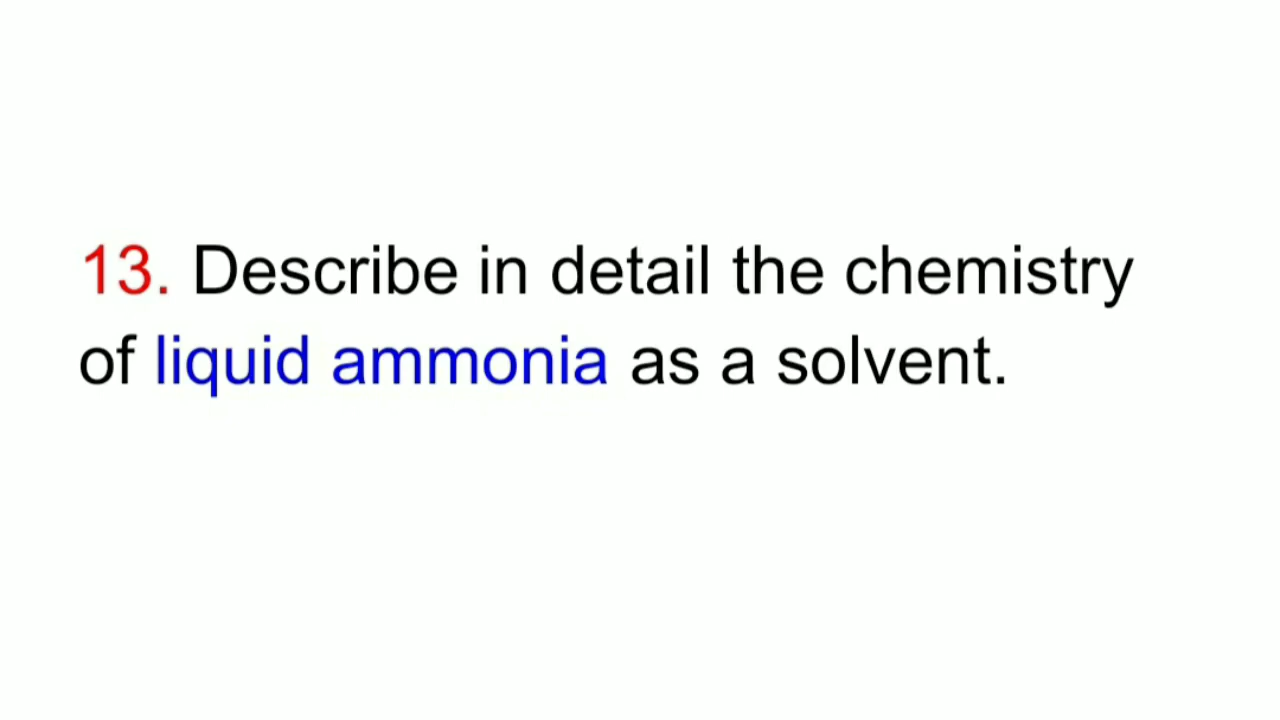 13. Describe in detail the chemistry
of liquid ammonia as a solvent.